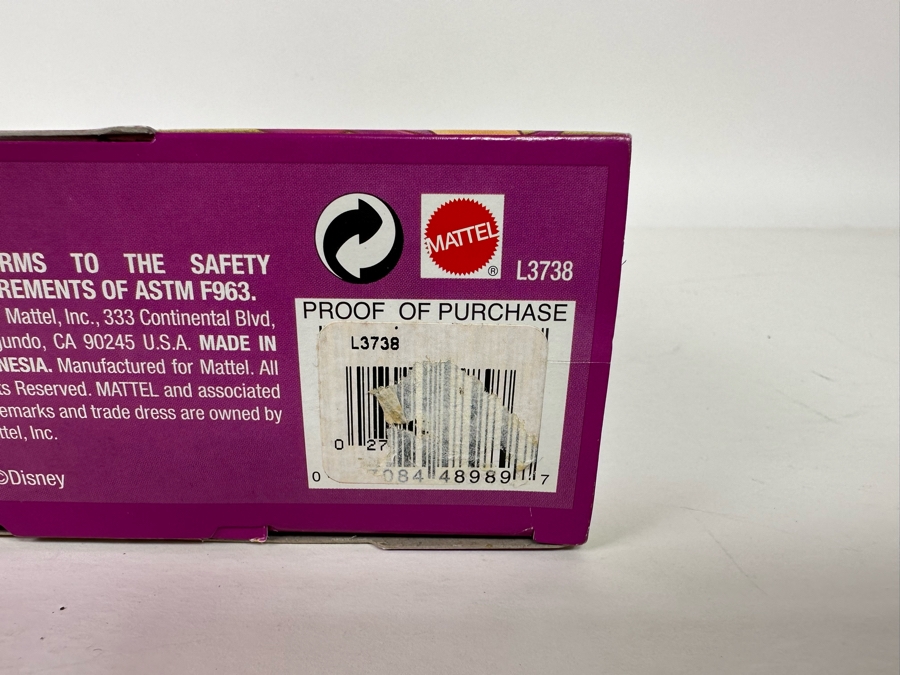 RMS TO THE SAFETY
REMENTS OF ASTM F963.
Mattel, Inc., 333 Continental Blvd,
gundo, CA 90245 U.S.A. MADE IN
NESIA. Manufactured for Mattel. All
ts Reserved. MATTEL and associated
emarks and trade dress are owned by
ttel, Inc.
©Disney
MATTEL
®
L3738
PROOF OF PURCHASE
L3738
0 27
0 7084 48989 7